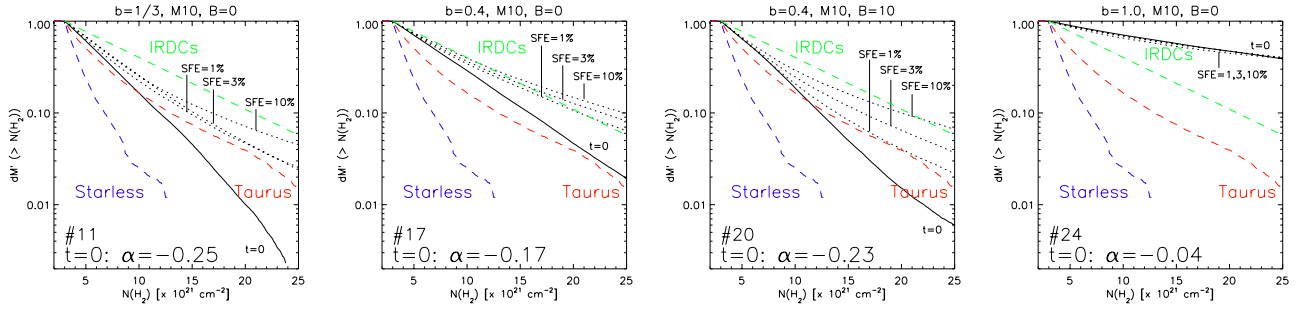 b=1/3, M10, B=0
1.00
0.10
0.01
dM' (> N(H2))
IRDCs
SFE=1%
SFE=3%
SFE=10%
Starless
Taurus
t=0
#11
t=0: α=−0.25
5 10 15 20 25
N(H2) [x 10^21 cm^-2]
b=0.4, M10, B=0
1.00
0.10
0.01
dM' (> N(H2))
IRDCs
SFE=1%
SFE=3%
SFE=10%
t=0
Starless
Taurus
#17
t=0: α=−0.17
5 10 15 20 25
N(H2) [x 10^21 cm^-2]
b=0.4, M10, B=10
1.00
0.10
0.01
dM' (> N(H2))
IRDCs
SFE=1%
SFE=3%
SFE=10%
Starless
Taurus
t=0
#20
t=0: α=−0.23
5 10 15 20 25
N(H2) [x 10^21 cm^-2]
b=1.0, M10, B=0
1.00
0.10
0.01
dM' (> N(H2))
t=0
IRDCs
SFE=1,3,10%
Starless
Taurus
#24
t=0: α=−0.04
5 10 15 20 25
N(H2) [x 10^21 cm^-2]